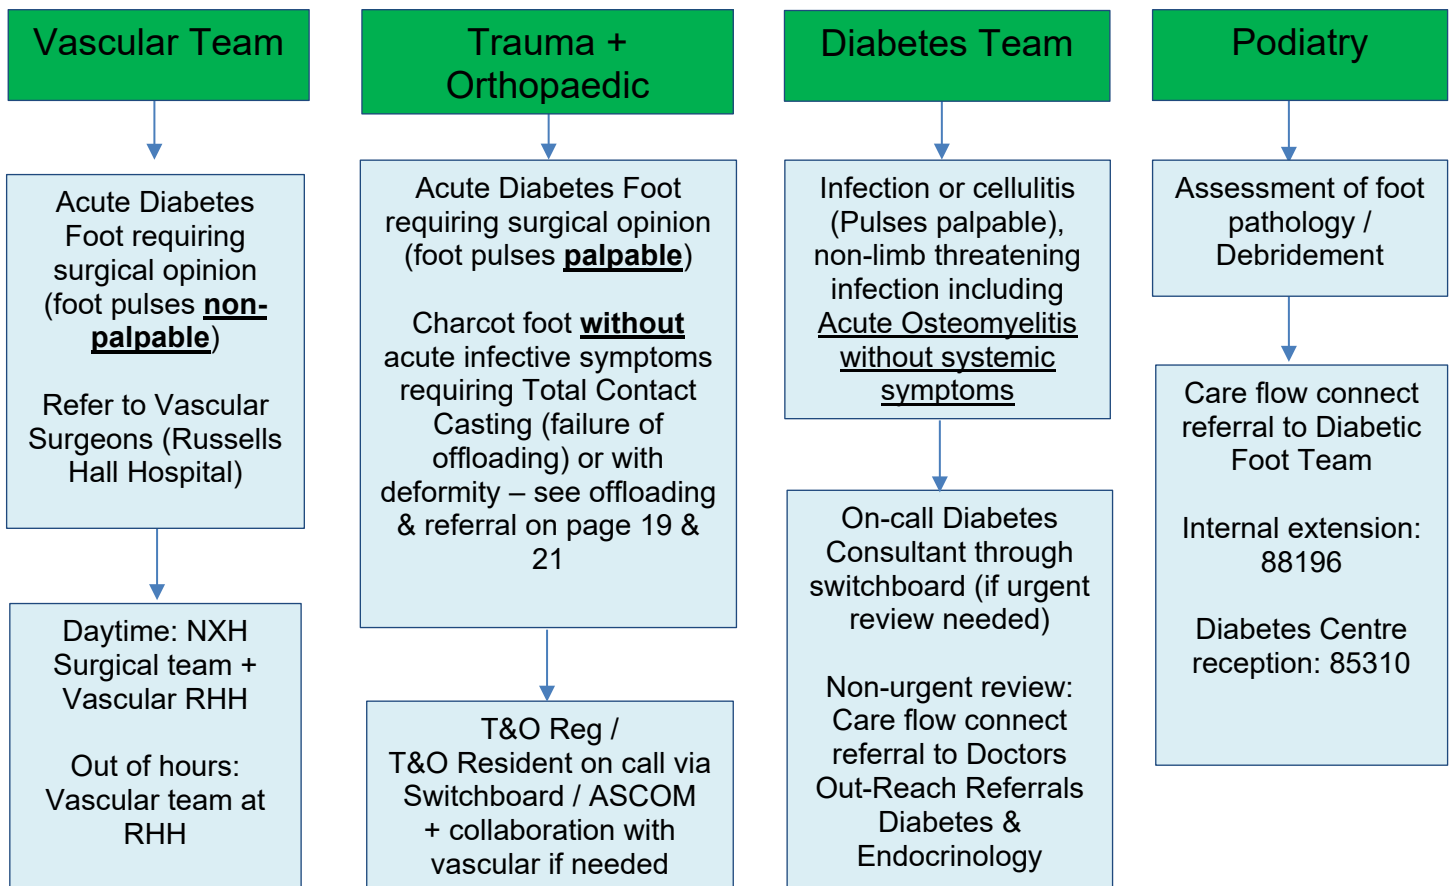 Vascular Team
Acute Diabetes
Foot requiring
surgical opinion
(foot pulses non-
palpable)
Refer to Vascular
Surgeons (Russells
Hall Hospital)
Daytime: NXH
Surgical team +
Vascular RHH
Out of hours:
Vascular team at
RHH
Trauma +
Orthopaedic
Acute Diabetes Foot
requiring surgical opinion
(foot pulses palpable)
Charcot foot without
acute infective symptoms
requiring Total Contact
Casting (failure of
offloading) or with
deformity – see offloading
& referral on page 19 &
21
T&O Reg /
T&O Resident on call via
Switchboard / ASCOM
+ collaboration with
vascular if needed
Diabetes Team
Infection or cellulitis
(Pulses palpable),
non-limb threatening
infection including
Acute Osteomyelitis
without systemic
symptoms
On-call Diabetes
Consultant through
switchboard (if urgent
review needed)
Non-urgent review:
Care flow connect
referral to Doctors
Out-Reach Referrals
Diabetes &
Endocrinology
Podiatry
Assessment of foot
pathology /
Debridement
Care flow connect
referral to Diabetic
Foot Team
Internal extension:
88196
Diabetes Centre
reception: 85310